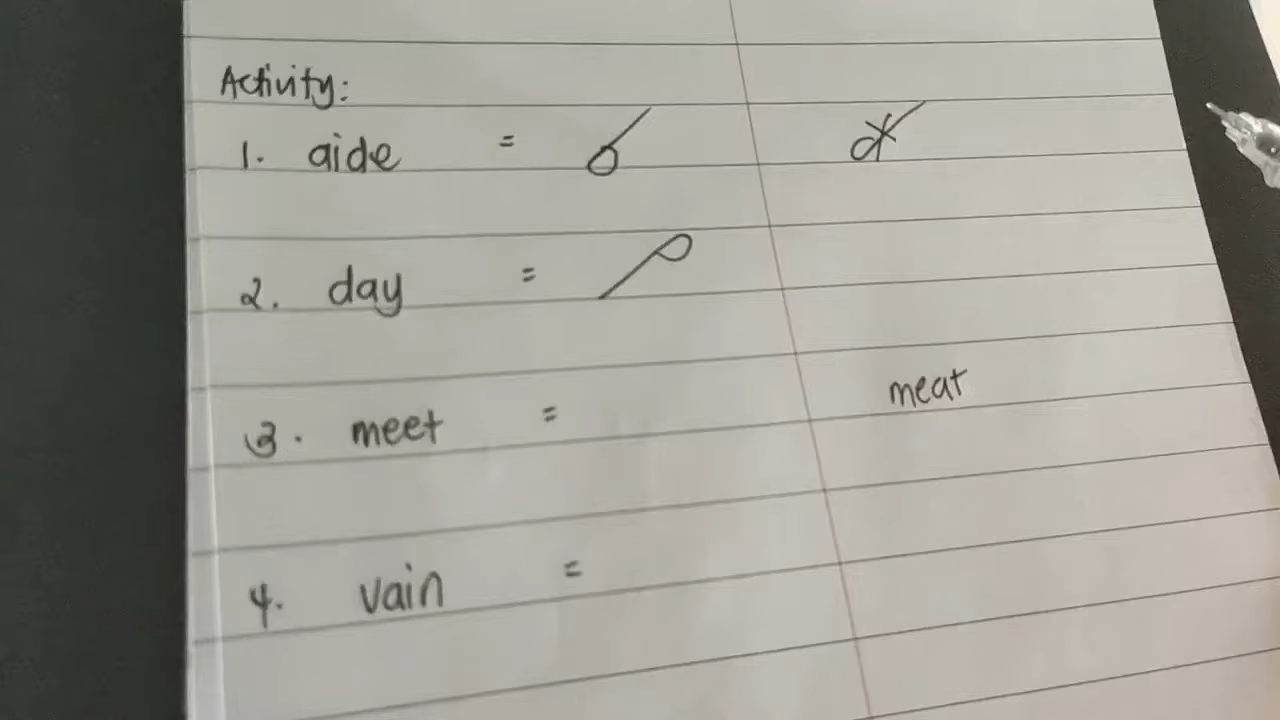 Activity:
1. aide =
2. day =
3. meet = meat
4. vain =